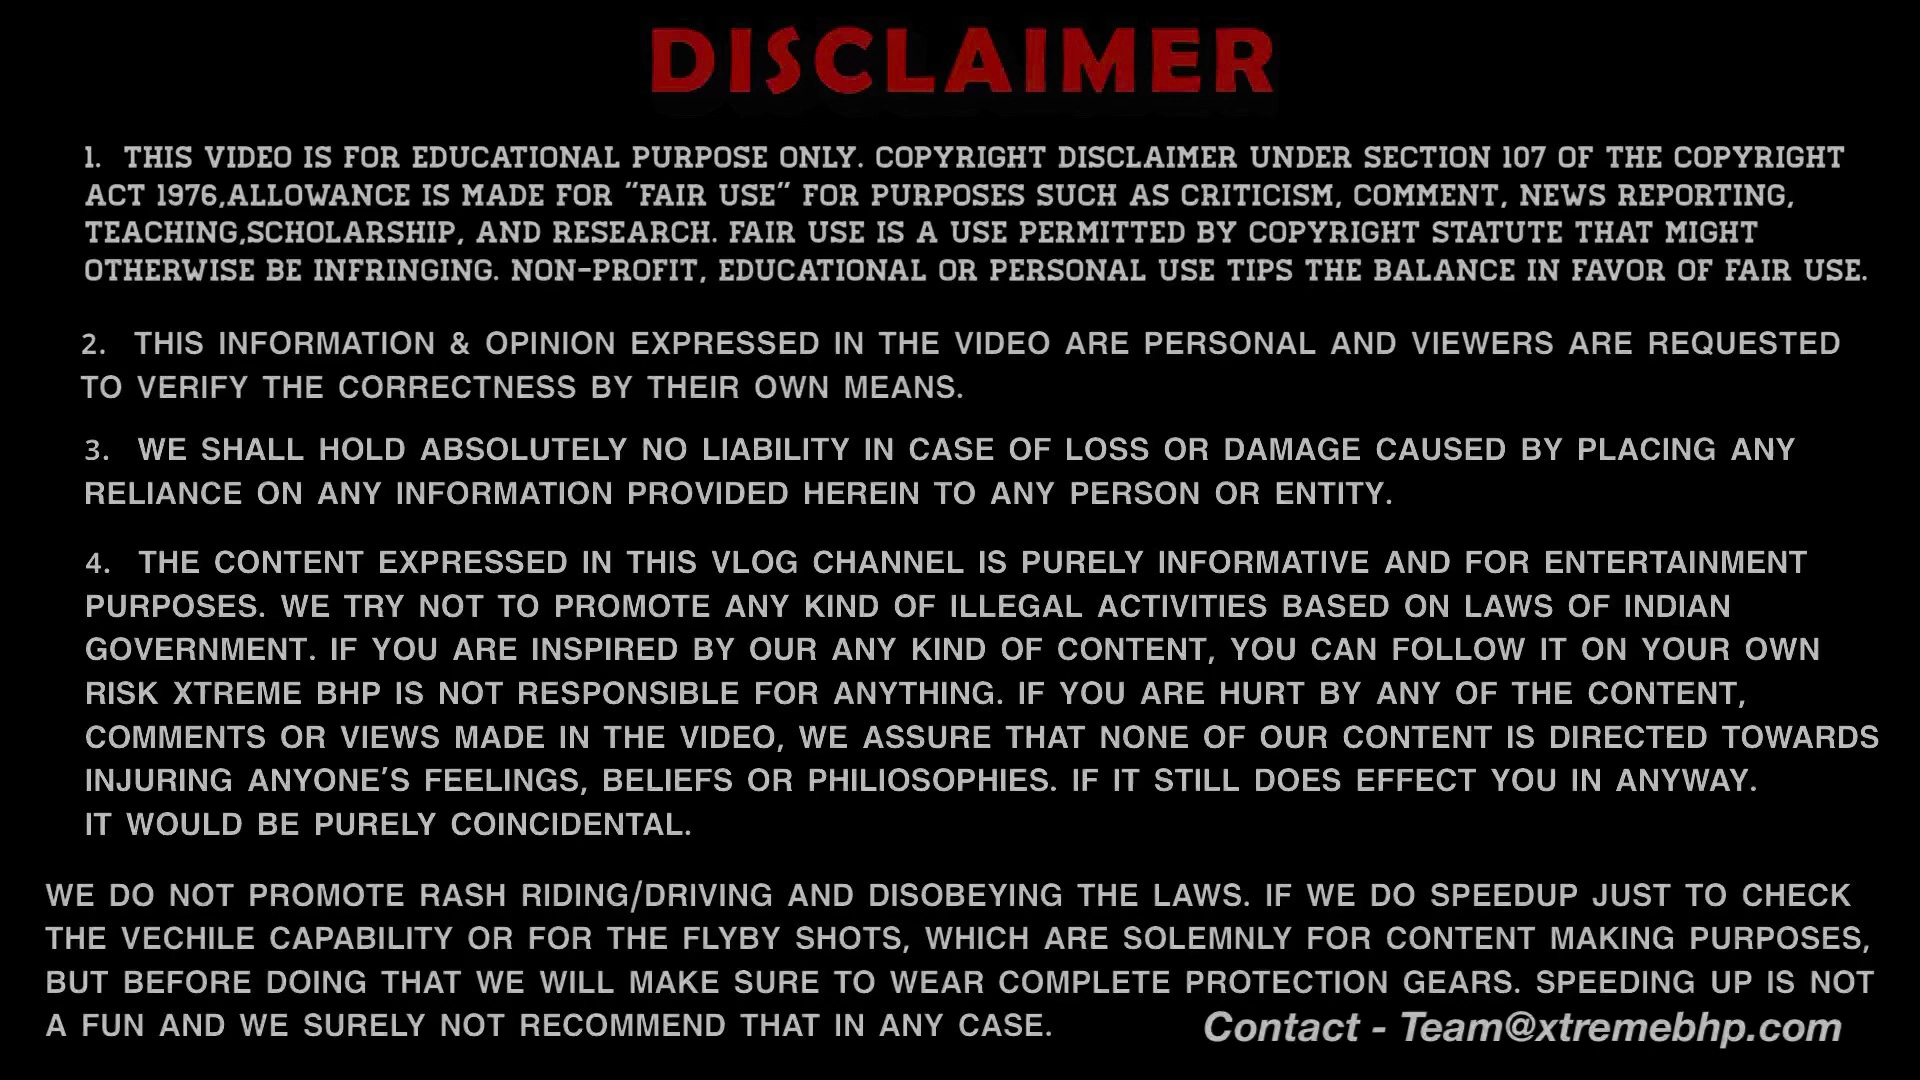 DISCLAIMER
1. THIS VIDEO IS FOR EDUCATIONAL PURPOSE ONLY. COPYRIGHT DISCLAIMER UNDER SECTION 107 OF THE COPYRIGHT
ACT 1976,ALLOWANCE IS MADE FOR "FAIR USE" FOR PURPOSES SUCH AS CRITICISM, COMMENT, NEWS REPORTING,
TEACHING,SCHOLARSHIP, AND RESEARCH. FAIR USE IS A USE PERMITTED BY COPYRIGHT STATUTE THAT MIGHT
OTHERWISE BE INFRINGING. NON-PROFIT, EDUCATIONAL OR PERSONAL USE TIPS THE BALANCE IN FAVOR OF FAIR USE.
2. THIS INFORMATION & OPINION EXPRESSED IN THE VIDEO ARE PERSONAL AND VIEWERS ARE REQUESTED
TO VERIFY THE CORRECTNESS BY THEIR OWN MEANS.
3. WE SHALL HOLD ABSOLUTELY NO LIABILITY IN CASE OF LOSS OR DAMAGE CAUSED BY PLACING ANY
RELIANCE ON ANY INFORMATION PROVIDED HEREIN TO ANY PERSON OR ENTITY.
4. THE CONTENT EXPRESSED IN THIS VLOG CHANNEL IS PURELY INFORMATIVE AND FOR ENTERTAINMENT
PURPOSES. WE TRY NOT TO PROMOTE ANY KIND OF ILLEGAL ACTIVITIES BASED ON LAWS OF INDIAN
GOVERNMENT. IF YOU ARE INSPIRED BY OUR ANY KIND OF CONTENT, YOU CAN FOLLOW IT ON YOUR OWN
RISK XTREME BHP IS NOT RESPONSIBLE FOR ANYTHING. IF YOU ARE HURT BY ANY OF THE CONTENT,
COMMENTS OR VIEWS MADE IN THE VIDEO, WE ASSURE THAT NONE OF OUR CONTENT IS DIRECTED TOWARDS
INJURING ANYONE'S FEELINGS, BELIEFS OR PHILIOSOPHIES. IF IT STILL DOES EFFECT YOU IN ANYWAY.
IT WOULD BE PURELY COINCIDENTAL.
WE DO NOT PROMOTE RASH RIDING/DRIVING AND DISOBEYING THE LAWS. IF WE DO SPEEDUP JUST TO CHECK
THE VECHILE CAPABILITY OR FOR THE FLYBY SHOTS, WHICH ARE SOLEMNLY FOR CONTENT MAKING PURPOSES,
BUT BEFORE DOING THAT WE WILL MAKE SURE TO WEAR COMPLETE PROTECTION GEARS. SPEEDING UP IS NOT
A FUN AND WE SURELY NOT RECOMMEND THAT IN ANY CASE.
Contact - Team@xtremebhp.com